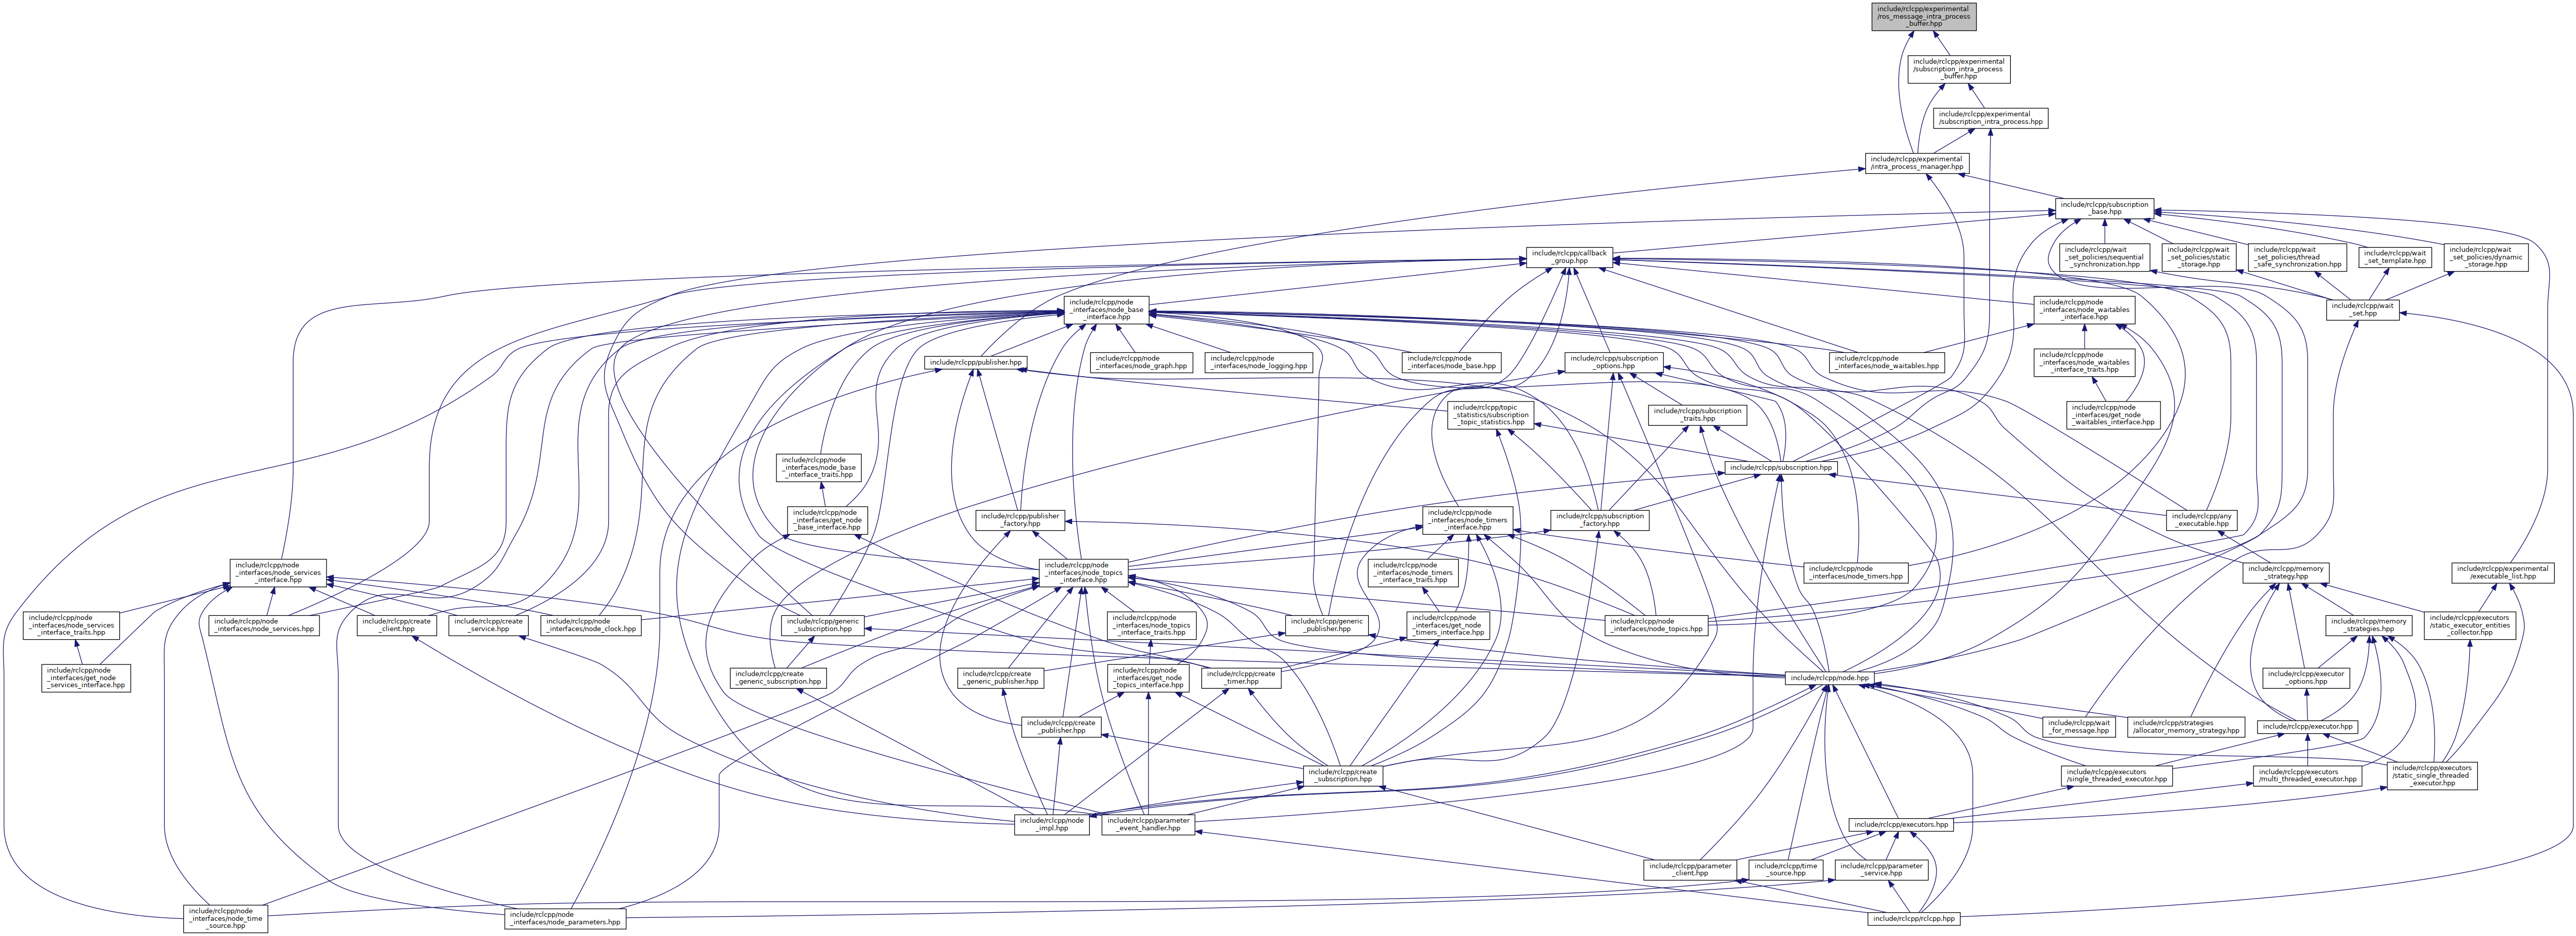 include/rclcpp/experimental
/ros_message_intra_process
_buffer.hpp
include/rclcpp/experimental
/subscription_intra_process
_buffer.hpp
include/rclcpp/experimental
/subscription_intra_process.hpp
include/rclcpp/experimental
/intra_process_manager.hpp
include/rclcpp/subscription
_base.hpp
include/rclcpp/callback
_group.hpp
include/rclcpp/wait
_set_policies/sequential
_synchronization.hpp
include/rclcpp/wait
_set_policies/static
_storage.hpp
include/rclcpp/wait
_set_policies/thread
_safe_synchronization.hpp
include/rclcpp/wait
_set_template.hpp
include/rclcpp/wait
_set_policies/dynamic
_storage.hpp
include/rclcpp/node
_interfaces/node_base
_interface.hpp
include/rclcpp/node
_interfaces/node_waitables
_interface.hpp
include/rclcpp/wait
_set.hpp
include/rclcpp/publisher.hpp
include/rclcpp/node
_interfaces/node_graph.hpp
include/rclcpp/node
_interfaces/node_logging.hpp
include/rclcpp/node
_interfaces/node_base.hpp
include/rclcpp/subscription
_options.hpp
include/rclcpp/node
_interfaces/node_waitables.hpp
include/rclcpp/node
_interfaces/node_waitables
_interface_traits.hpp
include/rclcpp/topic
_statistics/subscription
_topic_statistics.hpp
include/rclcpp/subscription
_traits.hpp
include/rclcpp/node
_interfaces/get_node
_waitables_interface.hpp
include/rclcpp/node
_interfaces/node_base
_interface_traits.hpp
include/rclcpp/subscription.hpp
include/rclcpp/node
_interfaces/get_node
_base_interface.hpp
include/rclcpp/publisher
_factory.hpp
include/rclcpp/node
_interfaces/node_timers
_interface.hpp
include/rclcpp/subscription
_factory.hpp
include/rclcpp/any
_executable.hpp
include/rclcpp/node
_interfaces/node_services
_interface.hpp
include/rclcpp/node
_interfaces/node_topics
_interface.hpp
include/rclcpp/node
_interfaces/node_timers
_interface_traits.hpp
include/rclcpp/node
_interfaces/node_timers.hpp
include/rclcpp/memory
_strategy.hpp
include/rclcpp/experimental
/executable_list.hpp
include/rclcpp/node
_interfaces/node_services
_interface_traits.hpp
include/rclcpp/node
_interfaces/node_services.hpp
include/rclcpp/create
_client.hpp
include/rclcpp/create
_service.hpp
include/rclcpp/node
_interfaces/node_clock.hpp
include/rclcpp/generic
_subscription.hpp
include/rclcpp/node
_interfaces/node_topics
_interface_traits.hpp
include/rclcpp/generic
_publisher.hpp
include/rclcpp/node
_interfaces/get_node
_timers_interface.hpp
include/rclcpp/node
_interfaces/node_topics.hpp
include/rclcpp/memory
_strategies.hpp
include/rclcpp/executors
/static_executor_entities
_collector.hpp
include/rclcpp/node
_interfaces/get_node
_services_interface.hpp
include/rclcpp/create
_generic_subscription.hpp
include/rclcpp/create
_generic_publisher.hpp
include/rclcpp/node
_interfaces/get_node
_topics_interface.hpp
include/rclcpp/create
_timer.hpp
include/rclcpp/node.hpp
include/rclcpp/executor
_options.hpp
include/rclcpp/create
_publisher.hpp
include/rclcpp/wait
_for_message.hpp
include/rclcpp/strategies
/allocator_memory_strategy.hpp
include/rclcpp/executor.hpp
include/rclcpp/create
_subscription.hpp
include/rclcpp/executors
/single_threaded_executor.hpp
include/rclcpp/executors
/multi_threaded_executor.hpp
include/rclcpp/executors
/static_single_threaded
_executor.hpp
include/rclcpp/node
_impl.hpp
include/rclcpp/parameter
_event_handler.hpp
include/rclcpp/executors.hpp
include/rclcpp/parameter
_client.hpp
include/rclcpp/time
_source.hpp
include/rclcpp/parameter
_service.hpp
include/rclcpp/node
_interfaces/node_time
_source.hpp
include/rclcpp/node
_interfaces/node_parameters.hpp
include/rclcpp/rclcpp.hpp